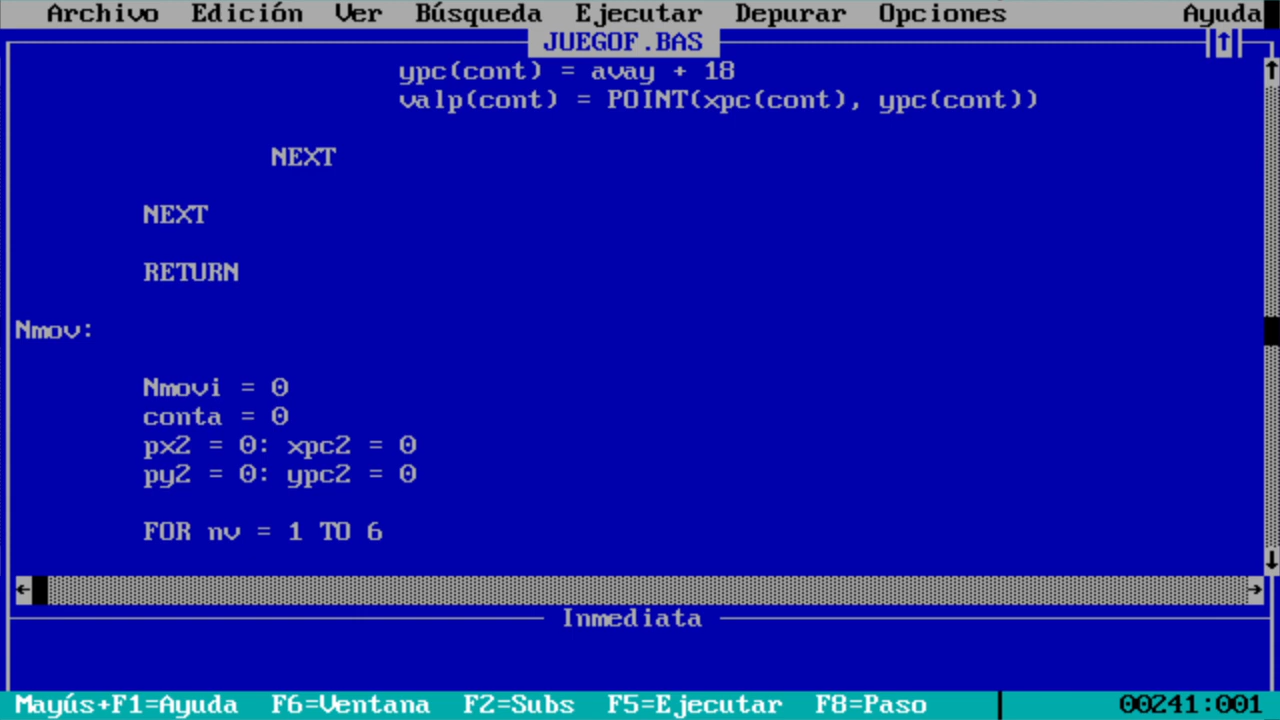 Archivo Edición Ver Búsqueda Ejecutar Depurar Opciones Ayuda
JUEGOF.BAS
ypc(cont) = avay + 18
valp(cont) = POINT(xpc(cont), ypc(cont))
NEXT
NEXT
RETURN
Nmov:
Nmovi = 0
conta = 0
px2 = 0: xpc2 = 0
py2 = 0: ypc2 = 0
FOR nv = 1 TO 6
Inmediata
Mayús+F1=Ayuda F6=Ventana F2=Subs F5=Ejecutar F8=Paso 00241:001